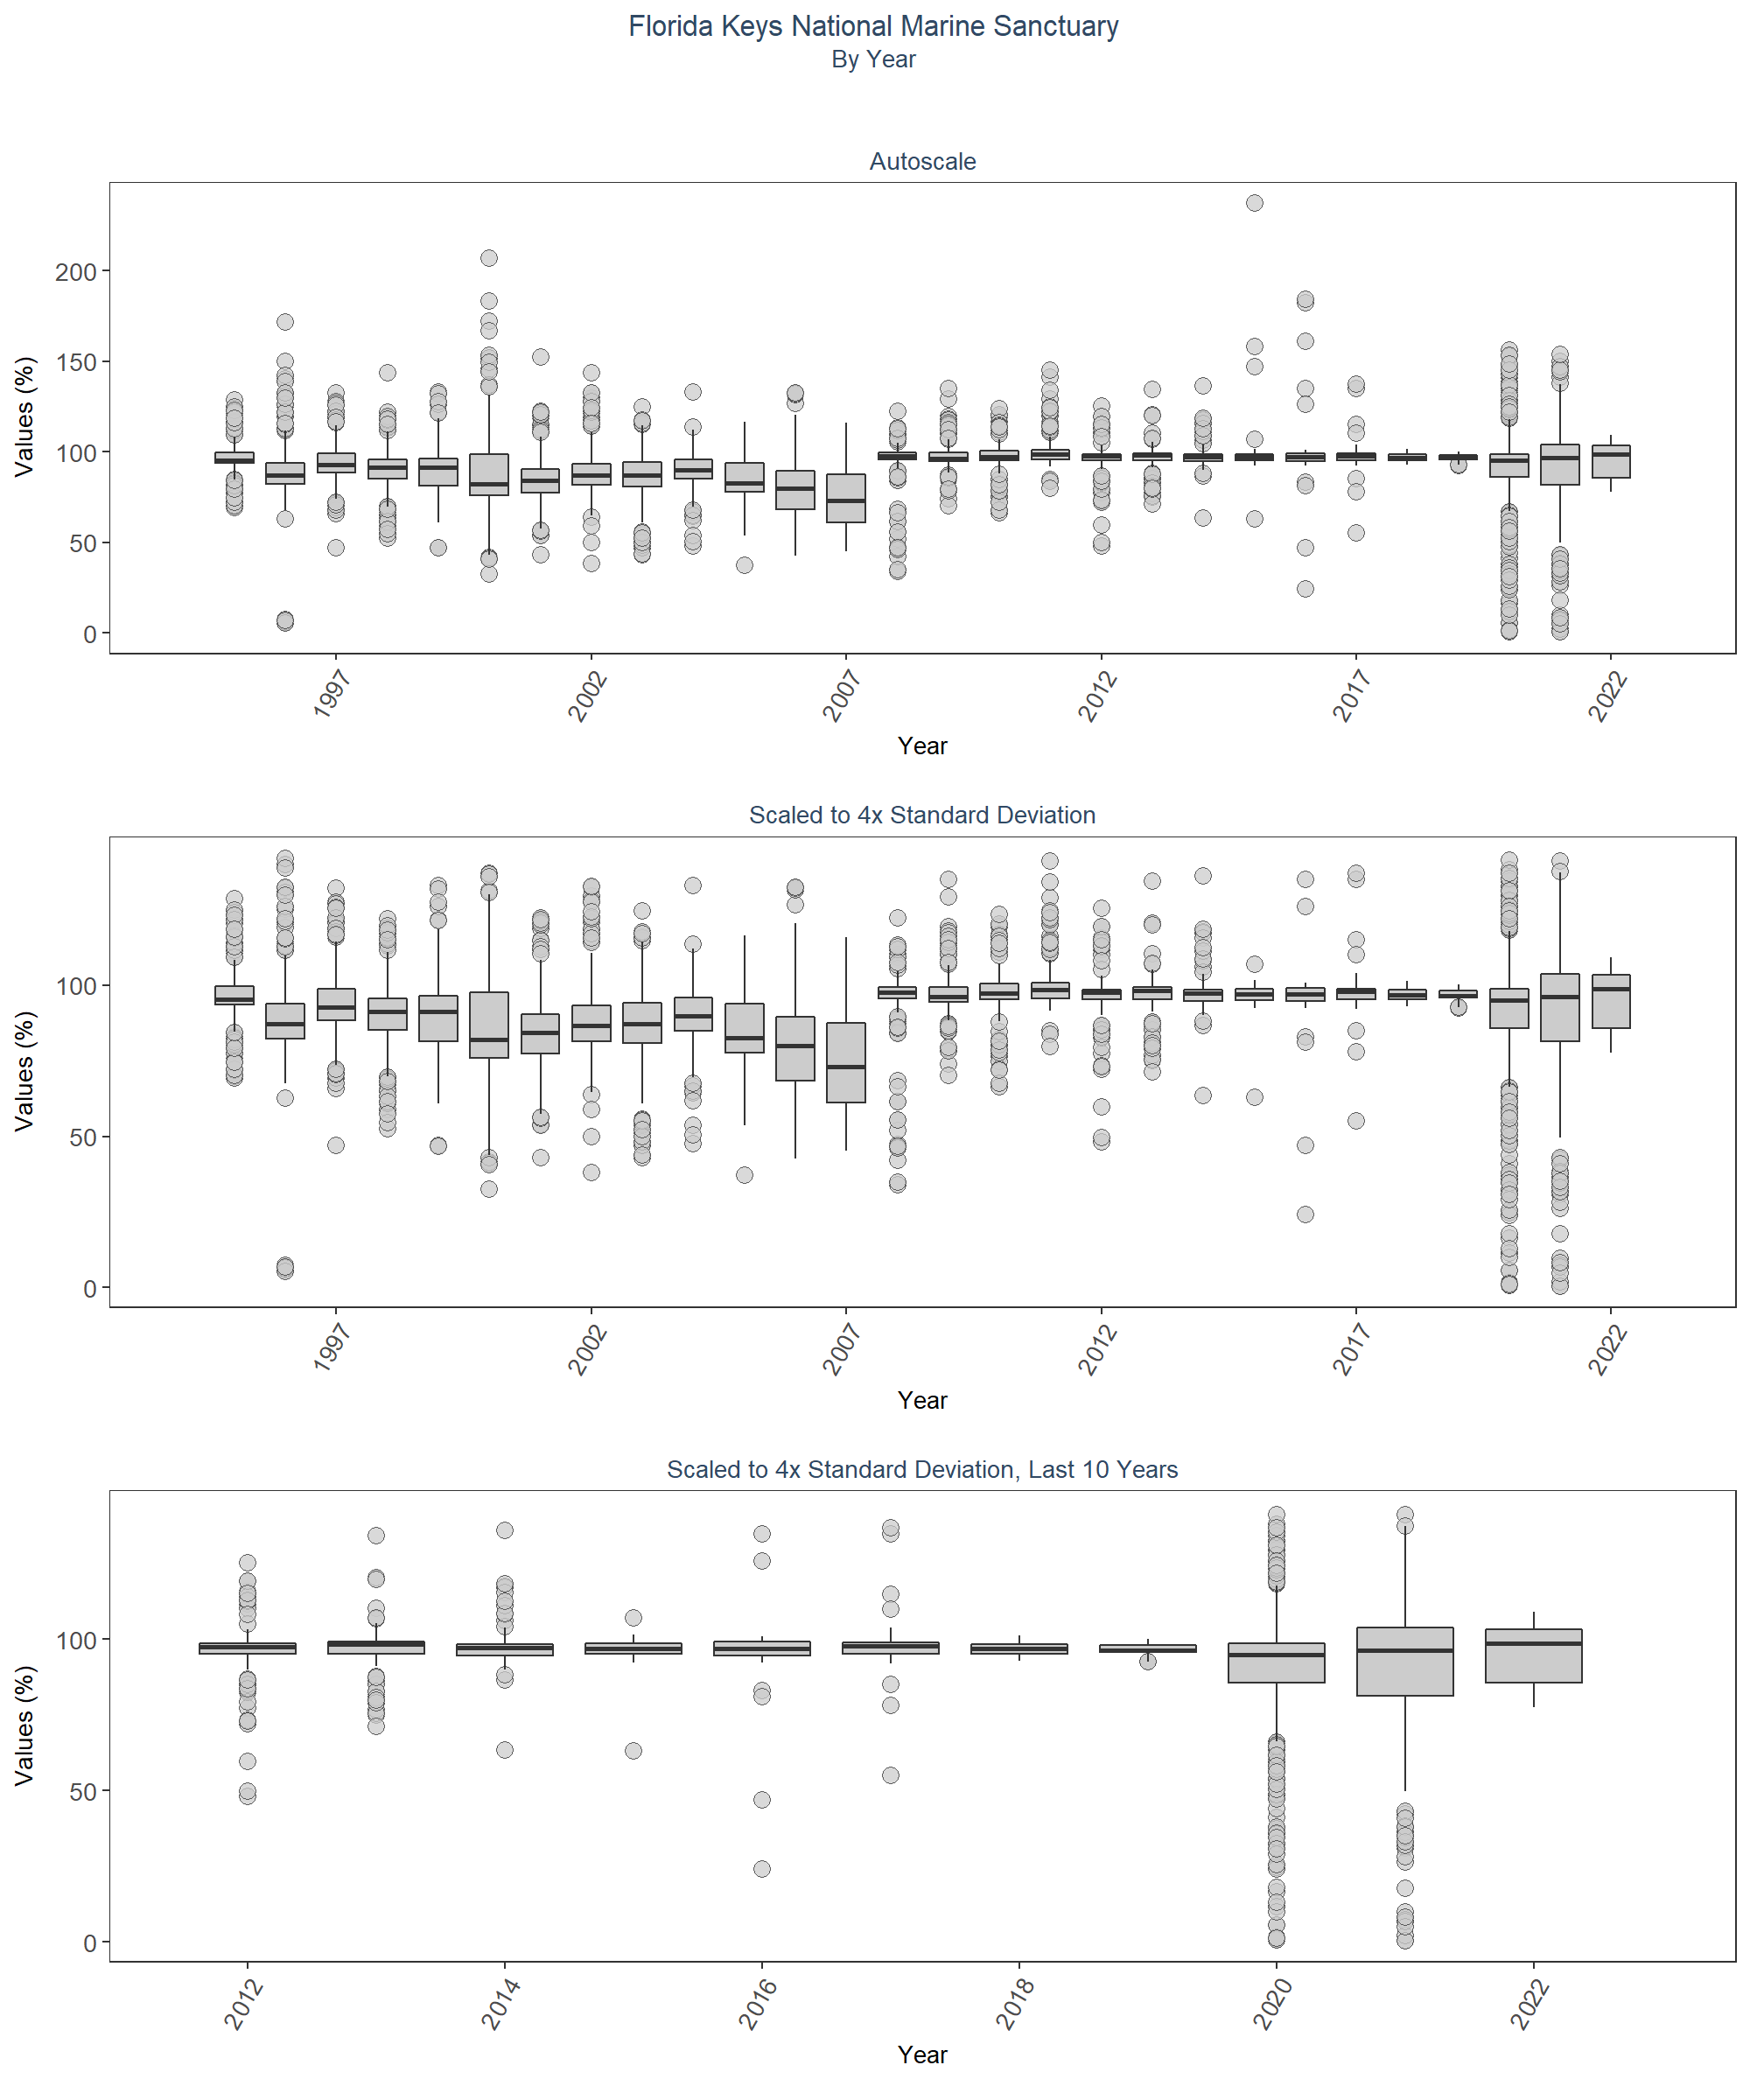 Florida Keys National Marine Sanctuary
By Year
Autoscale
Values (%)
200
150
100
50
0
1997
2002
2007
2012
2017
2022
Year
Scaled to 4x Standard Deviation
Values (%)
100
50
0
1997
2002
2007
2012
2017
2022
Year
Scaled to 4x Standard Deviation, Last 10 Years
Values (%)
100
50
0
2012
2014
2016
2018
2020
2022
Year